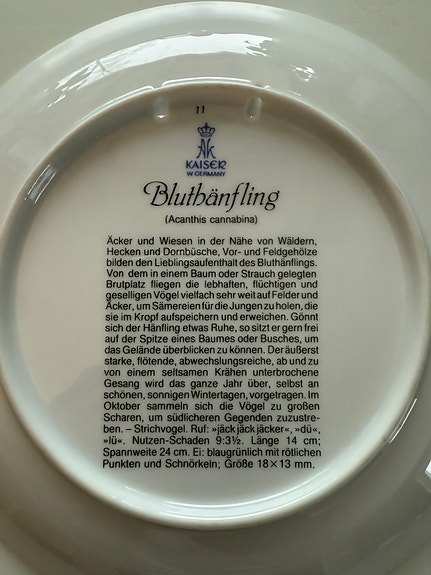 11
AK
KAISER
W. GERMANY
Bluthänfling
(Acanthis cannabina)
Äcker und Wiesen in der Nähe von Wäldern,
Hecken und Dornbüsche, Vor- und Feldgehölze
bilden den Lieblingsaufenthalt des Bluthänflings.
Von dem in einem Baum oder Strauch gelegten
Brutplatz fliegen die lebhaften, flüchtigen und
geselligen Vögel vielfach sehr weit auf Felder und
Äcker, um Sämereien für die Jungen zu holen, die
sie im Kropf aufspeichern und erweichen. Gönnt
sich der Hänfling etwas Ruhe, so sitzt er gern frei
auf der Spitze eines Baumes oder Busches, um
das Gelände überblicken zu können. Der äußerst
starke, flötende, abwechslungsreiche, ab und zu
von einem seltsamen Krähen unterbrochene
Gesang wird das ganze Jahr über, selbst an
schönen, sonnigen Wintertagen, vorgetragen. Im
Oktober sammeln sich die Vögel zu großen
Scharen, um südlicheren Gegenden zuzustre-
ben. – Strichvogel. Ruf: »jäck jäck jäcker«, »dü«,
»lü«. Nutzen-Schaden 9:3½. Länge 14 cm;
Spannweite 24 cm. Ei: blaugrünlich mit rötlichen
Punkten und Schnörkeln; Größe 18 × 13 mm.